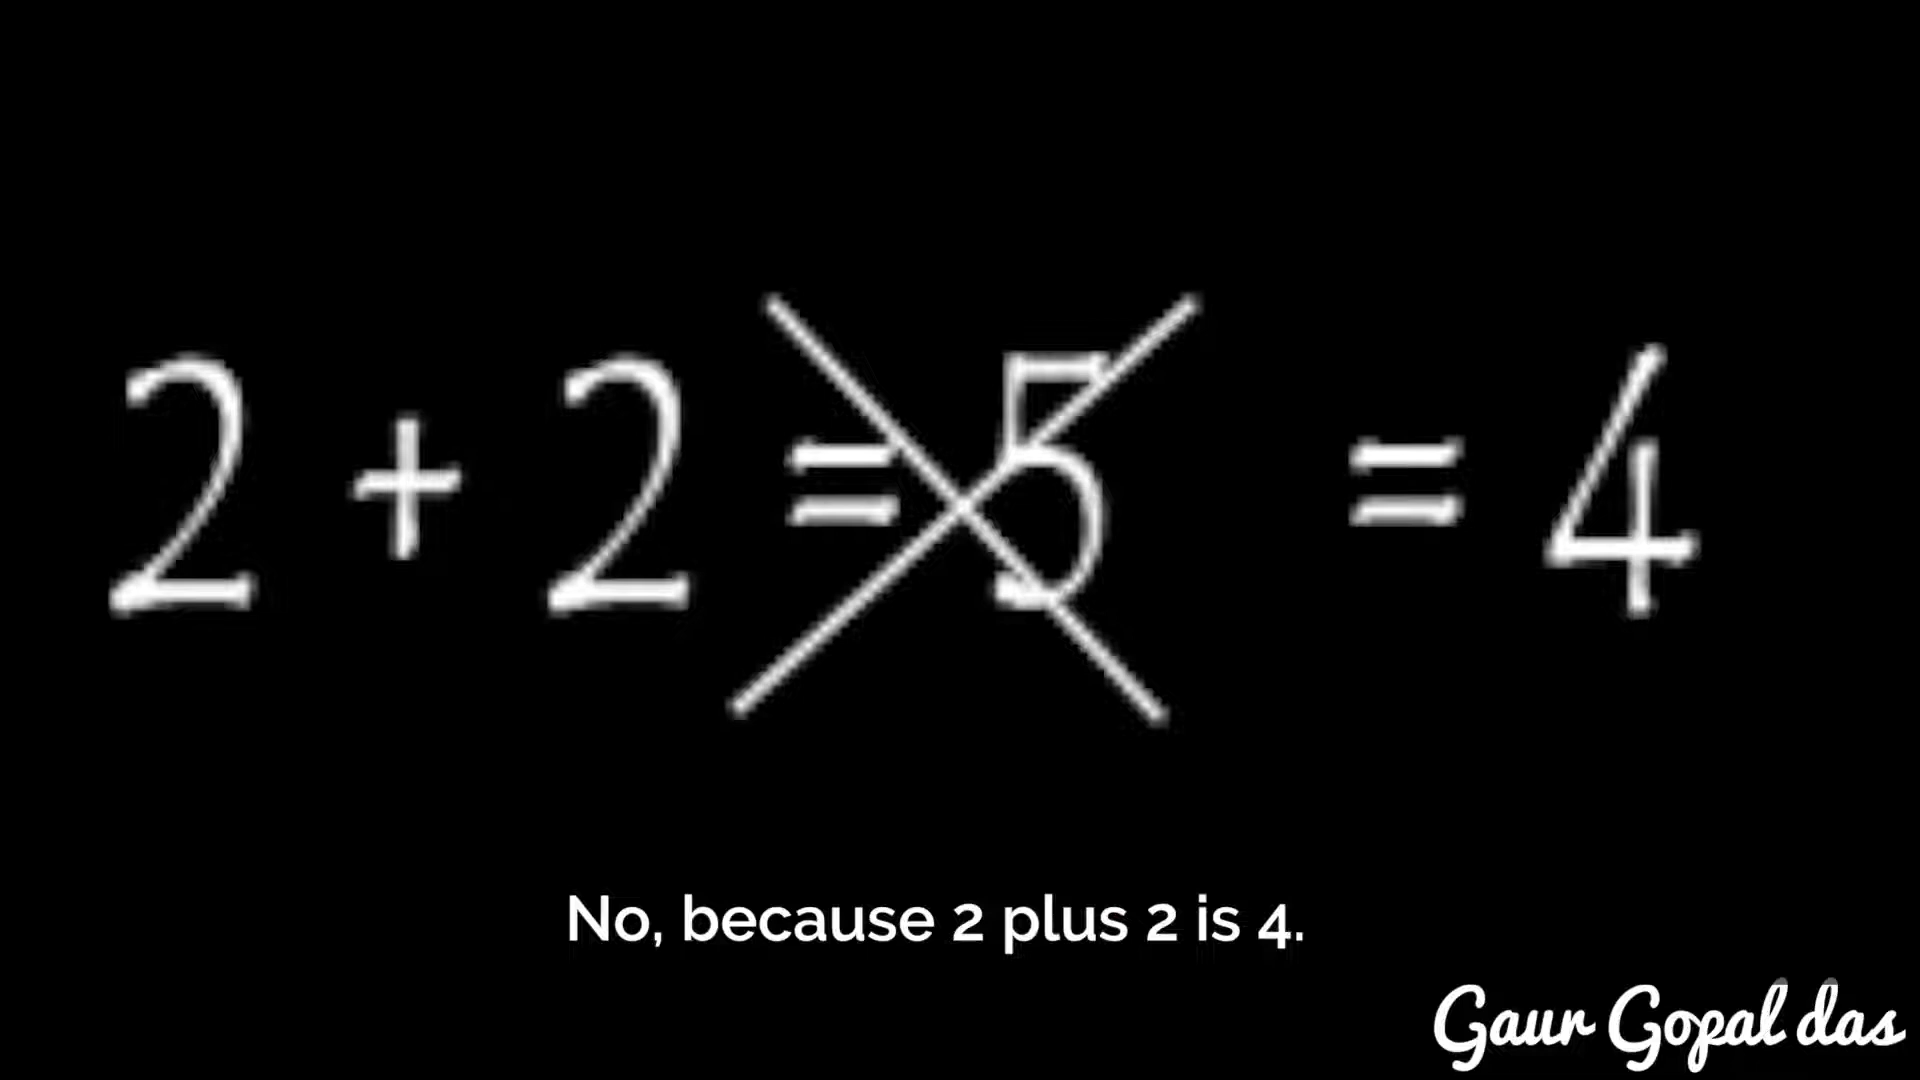 2 + 2 = 5 = 4
No, because 2 plus 2 is 4.
Gaur Gopal das